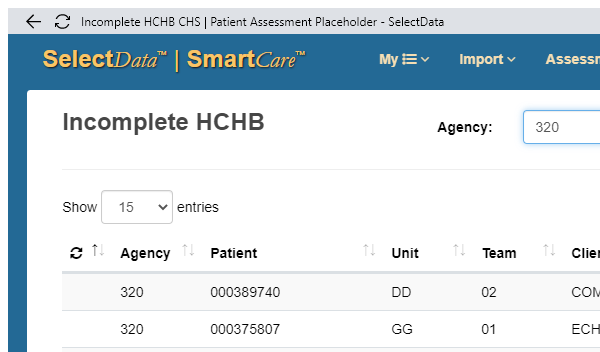 Incomplete HCHB CHS | Patient Assessment Placeholder - SelectData
SelectData™ | SmartCare™ My Import Assessm
Incomplete HCHB Agency: 320
Show 15 entries
Agency Patient Unit Team Clie
320 000389740 DD 02 COM
320 000375807 GG 01 ECH